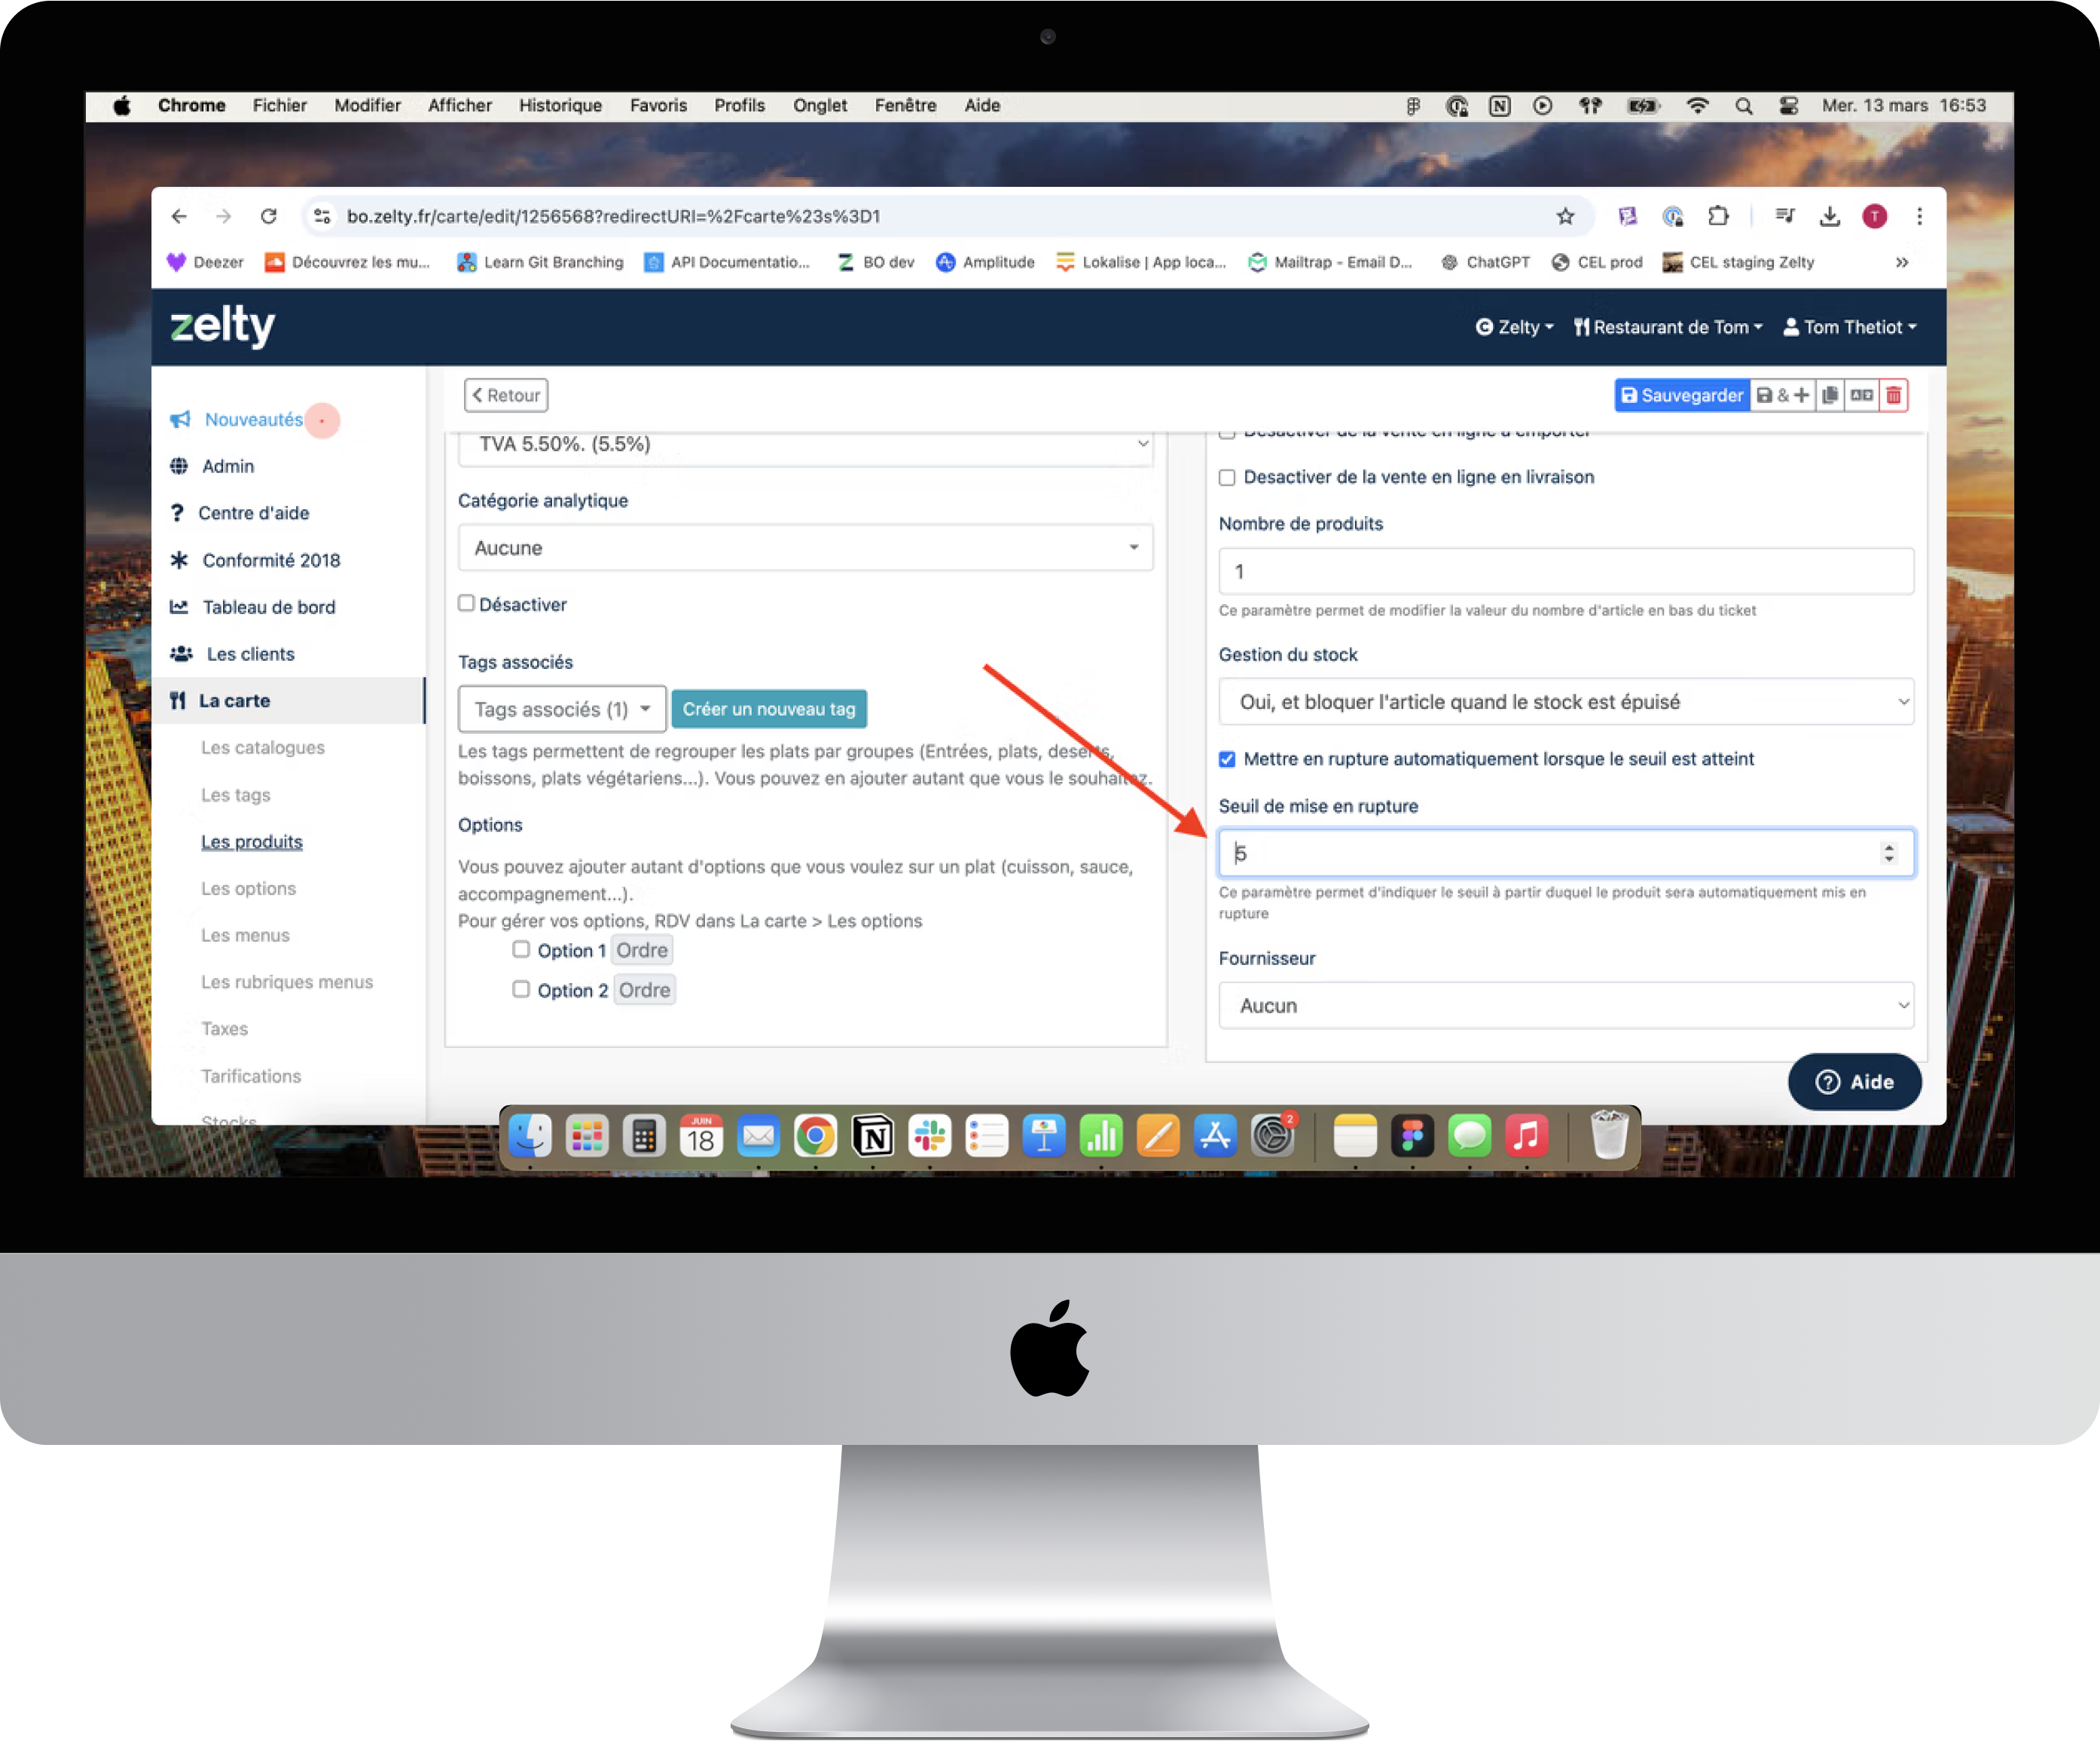 Chrome Fichier Modifier Afficher Historique Favoris Profils Onglet Fenêtre Aide Mer. 13 mars 16:53
bo.zelty.fr/carte/edit/1256568?redirectURI=%2Fcarte%23s%3D1
T
Deezer Découvrez les mu... Learn Git Branching API Documentatio... BO dev Amplitude Lokalise | App loca... Mailtrap - Email D... ChatGPT CEL prod CEL staging Zelty »
zelty
Zelty Restaurant de Tom Tom Thetiot
Nouveautés
Admin
Centre d'aide
Conformité 2018
Tableau de bord
Les clients
La carte
Les catalogues
Les tags
Les produits
Les options
Les menus
Les rubriques menus
Taxes
Tarifications
Stocks
Retour
Sauvegarder & +
TVA 5.50%. (5.5%)
Catégorie analytique
Aucune
Désactiver
Tags associés
Tags associés (1) Créer un nouveau tag
Les tags permettent de regrouper les plats par groupes (Entrées, plats, deserts,
boissons, plats végétariens...). Vous pouvez en ajouter autant que vous le souhaitez.
Options
Vous pouvez ajouter autant d'options que vous voulez sur un plat (cuisson, sauce,
accompagnement...).
Pour gérer vos options, RDV dans La carte > Les options
Option 1 Ordre
Option 2 Ordre
Desactiver de la vente en ligne à emporter
Desactiver de la vente en ligne en livraison
Nombre de produits
1
Ce paramètre permet de modifier la valeur du nombre d'article en bas du ticket
Gestion du stock
Oui, et bloquer l'article quand le stock est épuisé
Mettre en rupture automatiquement lorsque le seuil est atteint
Seuil de mise en rupture
5
Ce paramètre permet d'indiquer le seuil à partir duquel le produit sera automatiquement mis en
rupture
Fournisseur
Aucun
Aide
JUIN
18
2